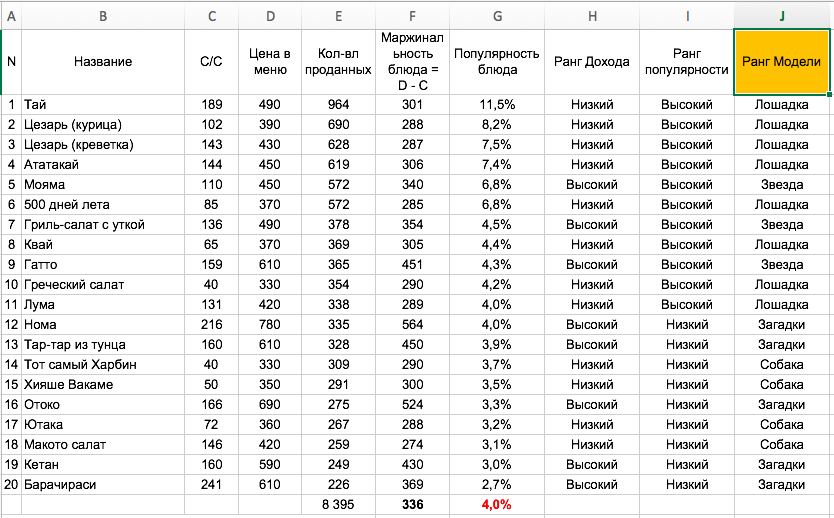 A B C D E F G H I J
N Название С/С Цена в меню Кол-вл проданных Маржинал ьность блюда = D - C Популярность блюда Ранг Дохода Ранг популярности Ранг Модели
1 Тай 189 490 964 301 11,5% Низкий Высокий Лошадка
2 Цезарь (курица) 102 390 690 288 8,2% Низкий Высокий Лошадка
3 Цезарь (креветка) 143 430 628 287 7,5% Низкий Высокий Лошадка
4 Ататакай 144 450 619 306 7,4% Низкий Высокий Лошадка
5 Мояма 110 450 572 340 6,8% Высокий Высокий Звезда
6 500 дней лета 85 370 572 285 6,8% Низкий Высокий Лошадка
7 Гриль-салат с уткой 136 490 378 354 4,5% Высокий Высокий Звезда
8 Квай 65 370 369 305 4,4% Низкий Высокий Лошадка
9 Гатто 159 610 365 451 4,3% Высокий Высокий Звезда
10 Греческий салат 40 330 354 290 4,2% Низкий Высокий Лошадка
11 Лума 131 420 338 289 4,0% Низкий Высокий Лошадка
12 Нома 216 780 335 564 4,0% Высокий Низкий Загадки
13 Тар-тар из тунца 160 610 328 450 3,9% Высокий Низкий Загадки
14 Тот самый Харбин 40 330 309 290 3,7% Низкий Низкий Собака
15 Хияше Вакаме 50 350 291 300 3,5% Низкий Низкий Собака
16 Отоко 166 690 275 524 3,3% Высокий Низкий Загадки
17 Ютака 72 360 267 288 3,2% Низкий Низкий Собака
18 Макото салат 146 420 259 274 3,1% Низкий Низкий Собака
19 Кетан 160 590 249 430 3,0% Высокий Низкий Загадки
20 Барачираси 241 610 226 369 2,7% Высокий Низкий Загадки
8 395 336 4,0%